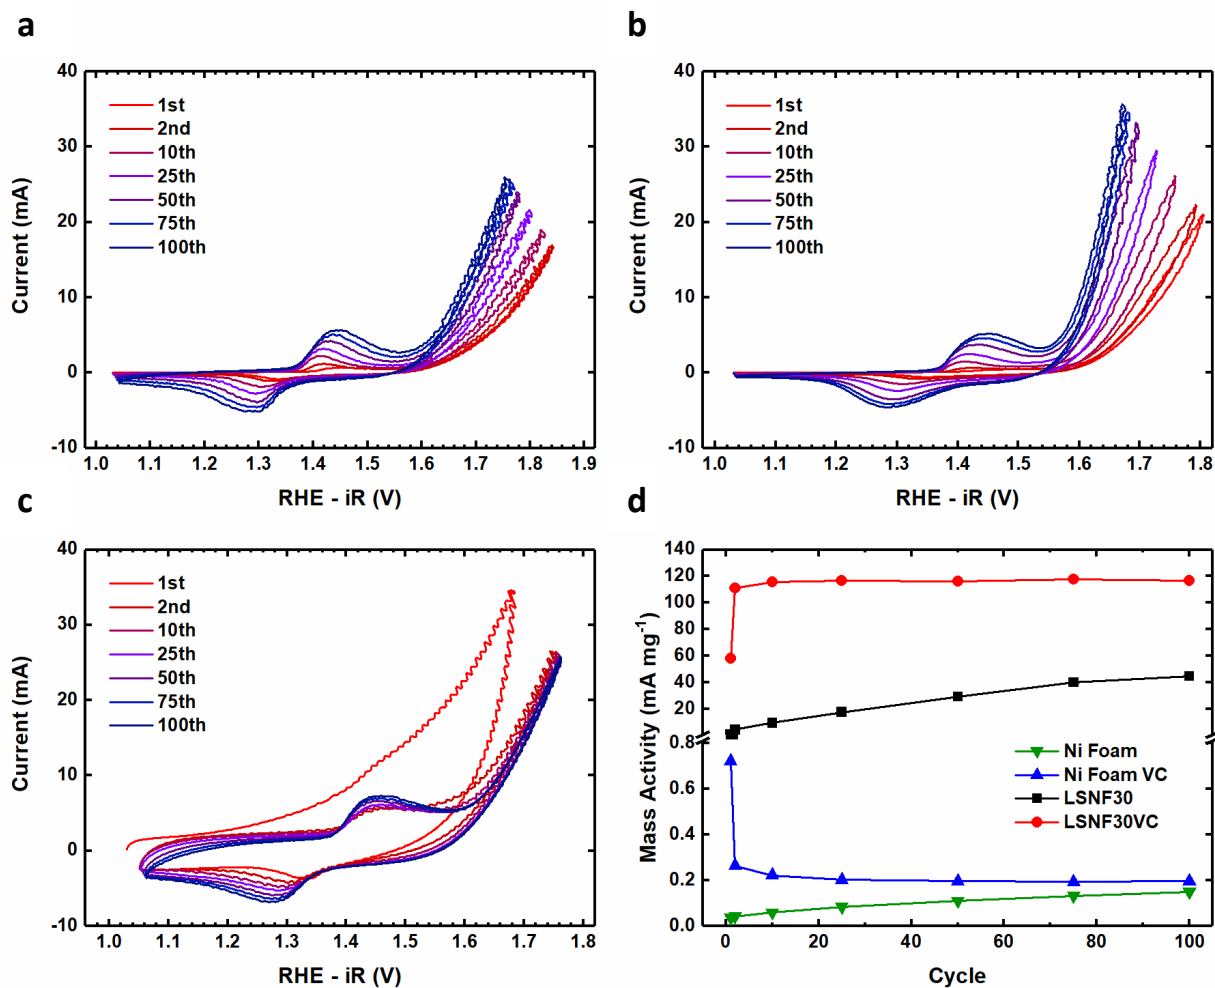 a
40
30
20
10
0
-10
Current (mA)
1st
2nd
10th
25th
50th
75th
100th
1.0 1.1 1.2 1.3 1.4 1.5 1.6 1.7 1.8 1.9
RHE - iR (V)
b
40
30
20
10
0
-10
Current (mA)
1st
2nd
10th
25th
50th
75th
100th
1.0 1.1 1.2 1.3 1.4 1.5 1.6 1.7 1.8
RHE - iR (V)
c
40
30
20
10
0
-10
Current (mA)
1st
2nd
10th
25th
50th
75th
100th
1.0 1.1 1.2 1.3 1.4 1.5 1.6 1.7 1.8
RHE - iR (V)
d
140
120
100
80
60
40
20
0.8
0.6
0.4
0.2
0.0
Mass Activity (mA mg⁻¹)
Ni Foam
Ni Foam VC
LSNF30
LSNF30VC
0 20 40 60 80 100
Cycle